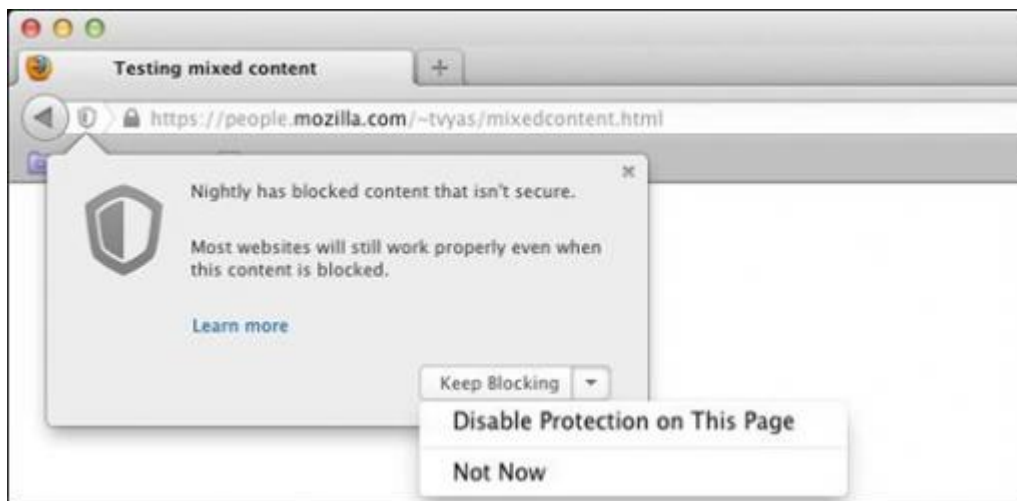 Testing mixed content
https://people.mozilla.com/~tvyas/mixedcontent.html
Nightly has blocked content that isn't secure.
Most websites will still work properly even when
this content is blocked.
Learn more
Keep Blocking
Disable Protection on This Page
Not Now